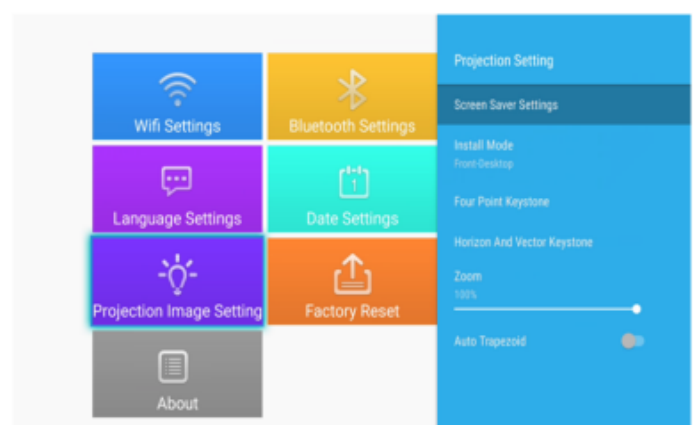 Wifi Settings
Bluetooth Settings
Language Settings
1
Date Settings
Projection Image Setting
Factory Reset
About
Projection Setting
Screen Saver Settings
Install Mode
Front-Desktop
Four Point Keystone
Horizon And Vector Keystone
Zoom
100%
Auto Trapezoid